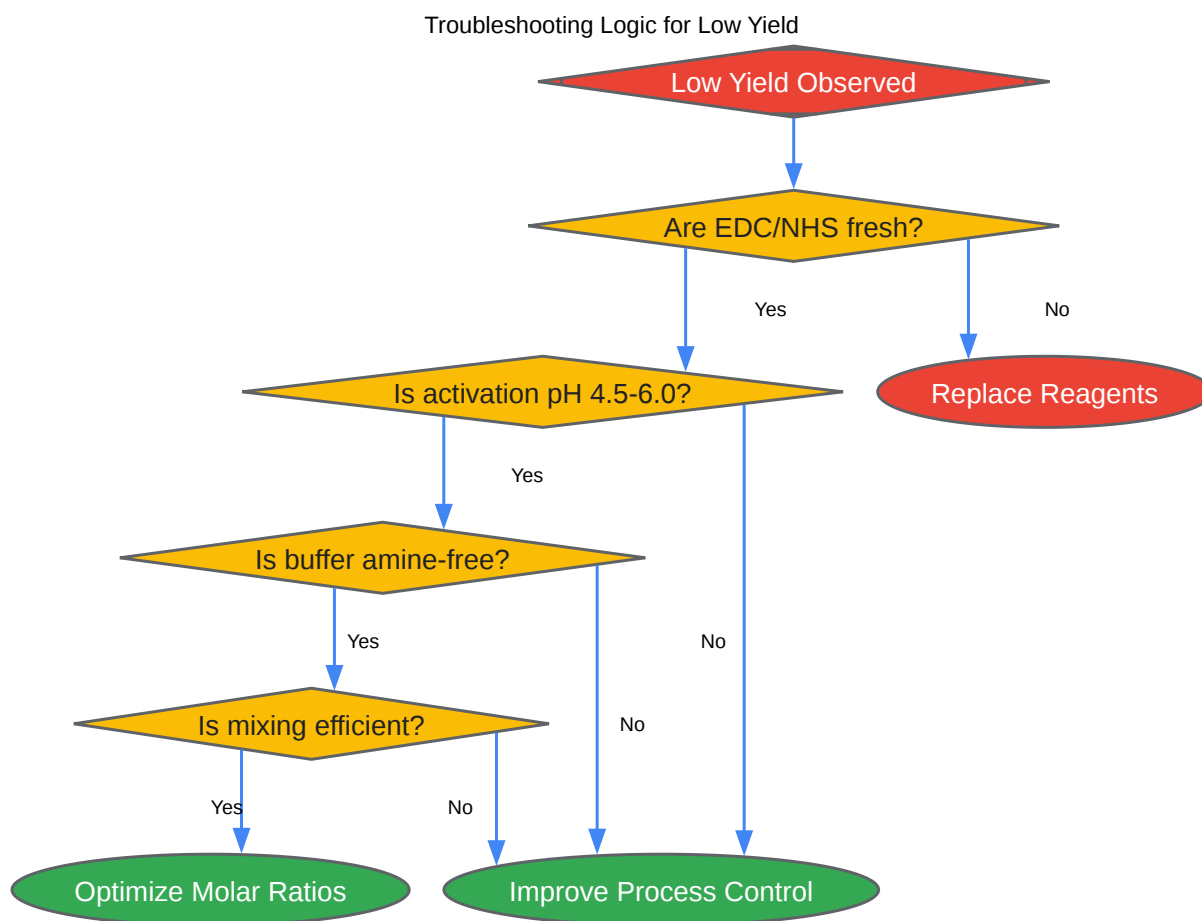 Troubleshooting Logic for Low Yield
Low Yield Observed
Are EDC/NHS fresh?
Yes
No
Is activation pH 4.5-6.0?
Replace Reagents
Yes
Is buffer amine-free?
Yes
No
Is mixing efficient?
No
Yes
No
Optimize Molar Ratios
Improve Process Control